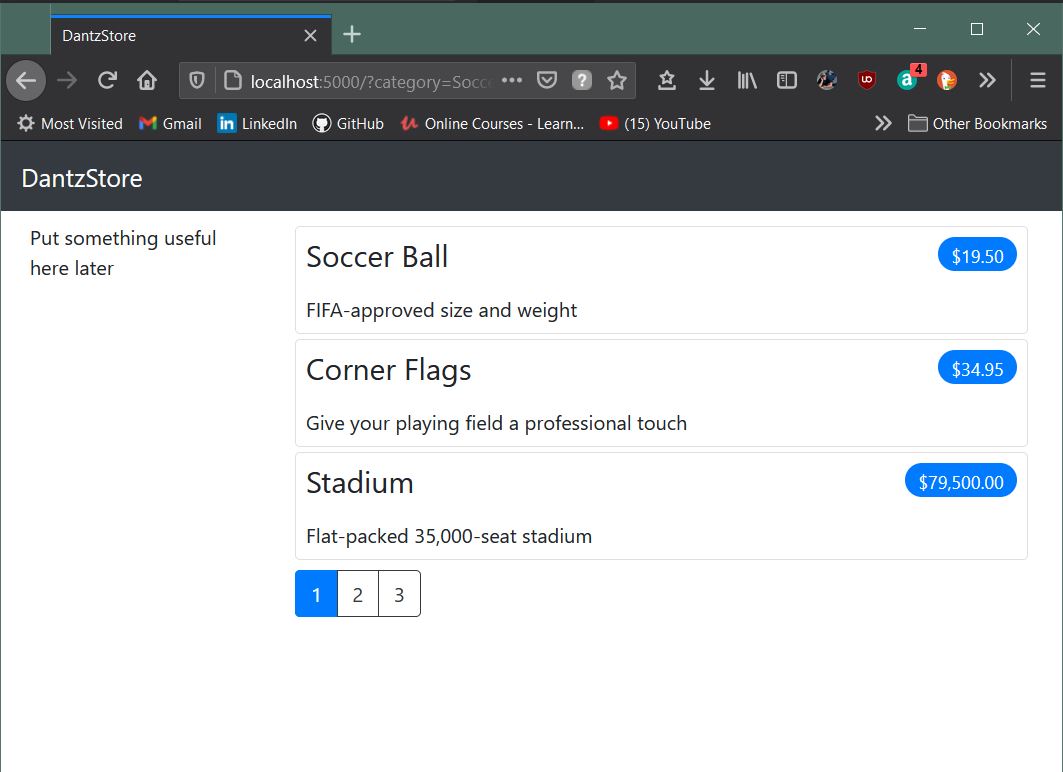 DantzStore
localhost:5000/?category=Socce
4
Most Visited Gmail LinkedIn GitHub Online Courses - Learn... (15) YouTube Other Bookmarks
DantzStore
Put something useful
here later
Soccer Ball $19.50
FIFA-approved size and weight
Corner Flags $34.95
Give your playing field a professional touch
Stadium $79,500.00
Flat-packed 35,000-seat stadium
1 2 3